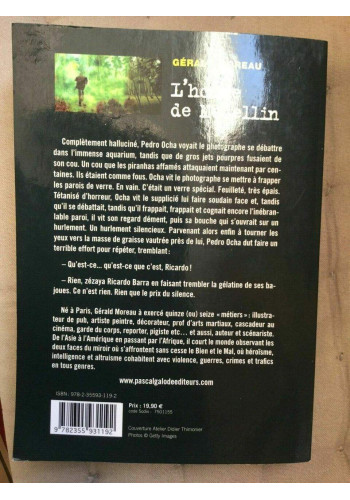 GÉRALD MOREAU
L'homme
de Medellin
Complètement halluciné, Pedro Ocha voyait le photographe se débattre
dans l'immense aquarium, tandis que de gros jets pourpres fusaient de
son cou. Un cou que les piranhas affamés attaquaient maintenant par cen-
taines. Ils étaient comme fous. Ocha vit le photographe se mettre à frapper
les parois de verre. En vain. C'était un verre spécial. Feuilleté, très épais.
Tétanisé d'horreur, Ocha vit le supplicié lui faire soudain face et, tandis
qu'il se débattait, tandis qu'il frappait, frappait et cognait encore l'inébran-
lable paroi, il vit son regard dément, puis sa bouche qui s'ouvrait sur un
hurlement. Un hurlement silencieux. Parvenant alors enfin à tourner les
yeux vers la masse de graisse vautrée près de lui, Pedro Ocha dut faire un
terrible effort pour répéter, tremblant :
– Qu'est-ce... qu'est-ce que c'est, Ricardo !
– Rien, zézaya Ricardo Barra en faisant trembler la gélatine de ses ba-
joues. Ce n'est rien. Rien que le prix du silence.
Né à Paris, Gérald Moreau à exercé quinze (ou) seize « métiers » : illustra-
teur de pub, artiste peintre, décorateur, prof d'arts martiaux, cascadeur au
cinéma, garde du corps, reporter, pigiste etc... et aussi, auteur et scénariste.
De l'Asie à l'Amérique en passant par l'Afrique, il court le monde observant les
deux faces du miroir où s'affrontent sans cesse le Bien et le Mal, où héroïsme,
intelligence et altruisme cohabitent avec violence, guerres, crimes et trafics
en tous genres.
www.pascalgalodeediteurs.com
ISBN : 978-2-35593-119-2
9 782355 931192
Prix : 19,90 €
code Sodis : 7901159
Couverture Atelier Didier Thimonier
Photos © Getty Images